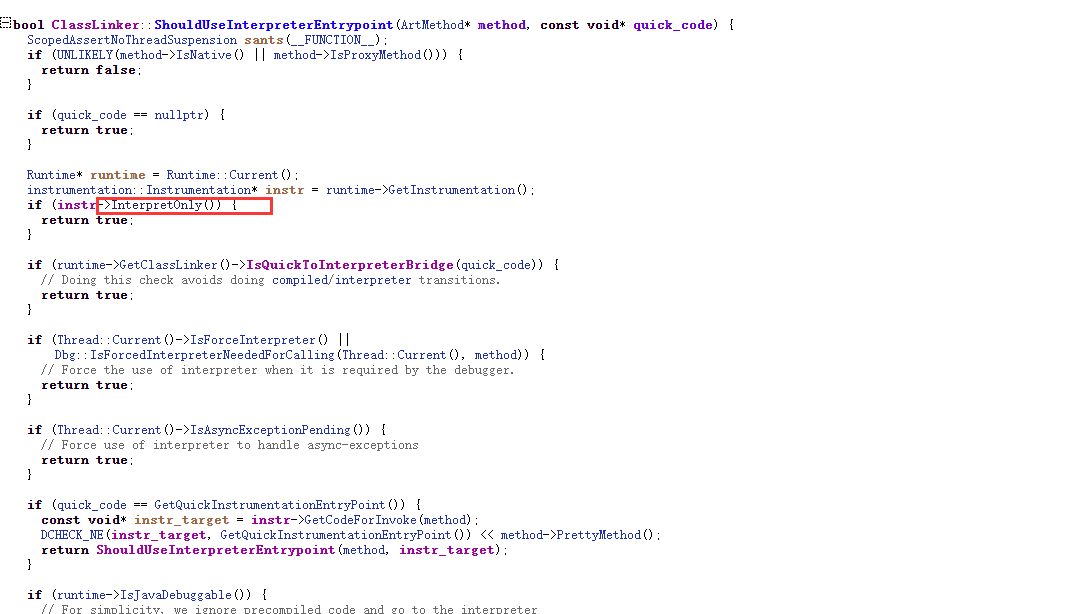 bool ClassLinker::ShouldUseInterpreterEntrypoint(ArtMethod* method, const void* quick_code) {
  ScopedAssertNoThreadSuspension sants(__FUNCTION__);
  if (UNLIKELY(method->IsNative() || method->IsProxyMethod())) {
    return false;
  }

  if (quick_code == nullptr) {
    return true;
  }

  Runtime* runtime = Runtime::Current();
  instrumentation::Instrumentation* instr = runtime->GetInstrumentation();
  if (instr->InterpretOnly()) {
    return true;
  }

  if (runtime->GetClassLinker()->IsQuickToInterpreterBridge(quick_code)) {
    // Doing this check avoids doing compiled/interpreter transitions.
    return true;
  }

  if (Thread::Current()->IsForceInterpreter() ||
      Dbg::IsForcedInterpreterNeededForCalling(Thread::Current(), method)) {
    // Force the use of interpreter when it is required by the debugger.
    return true;
  }

  if (Thread::Current()->IsAsyncExceptionPending()) {
    // Force use of interpreter to handle async-exceptions
    return true;
  }

  if (quick_code == GetQuickInstrumentationEntryPoint()) {
    const void* instr_target = instr->GetCodeForInvoke(method);
    DCHECK_NE(instr_target, GetQuickInstrumentationEntryPoint()) << method->PrettyMethod();
    return ShouldUseInterpreterEntrypoint(method, instr_target);
  }

  if (runtime->IsJavaDebuggable()) {
    // For simplicity, we ignore precompiled code and go to the interpreter